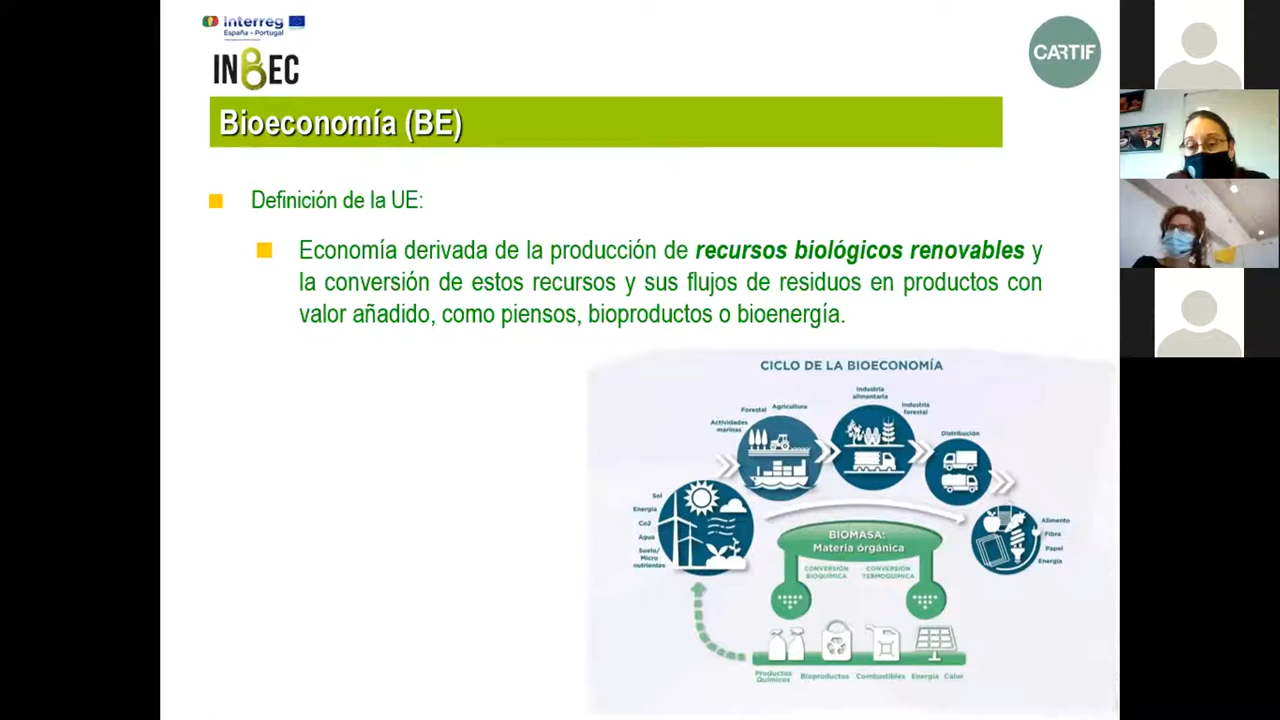 Interreg
España - Portugal
INBEC
CARTIF
Bioeconomía (BE)
Definición de la UE:
Economía derivada de la producción de recursos biológicos renovables y
la conversión de estos recursos y sus flujos de residuos en productos con
valor añadido, como piensos, bioproductos o bioenergía.
CICLO DE LA BIOECONOMÍA
Industria
alimentaria
Forestal
Agricultura
Industria
forestal
Actividades
marinas
Distribución
Sol
Energía
Co2
Agua
Suelo/
Micro
nutrientes
Alimento
Fibra
Papel
Energía
BIOMASA:
Materia órgánica
CONVERSIÓN
BIOQUÍMICA
CONVERSIÓN
TERMOQUÍMICA
Productos
Químicos
Bioproductos
Combustibles
Energía
Calor